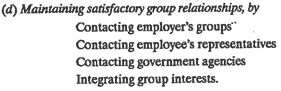 (d) Maintaining satisfactory group relationships, by
Contacting employer's groups
Contacting employee's representatives
Contacting government agencies
Integrating group interests.